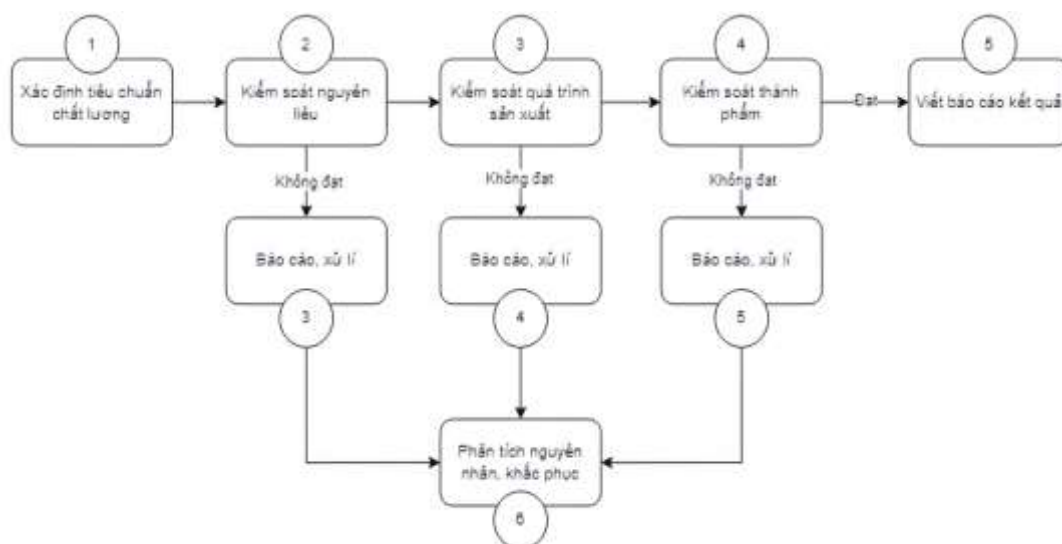 1
2
3
4
5
Xác định tiêu chuẩn
chất lượng
Kiểm soát nguyên
liệu
Kiểm soát quá trình
sản xuất
Kiểm soát thành
phẩm
Đạt
Viết báo cáo kết quả
Không đạt
Không đạt
Không đạt
Báo cáo, xử lí
Báo cáo, xử lí
Báo cáo, xử lí
3
4
5
Phân tích nguyên
nhân, khắc phục
6